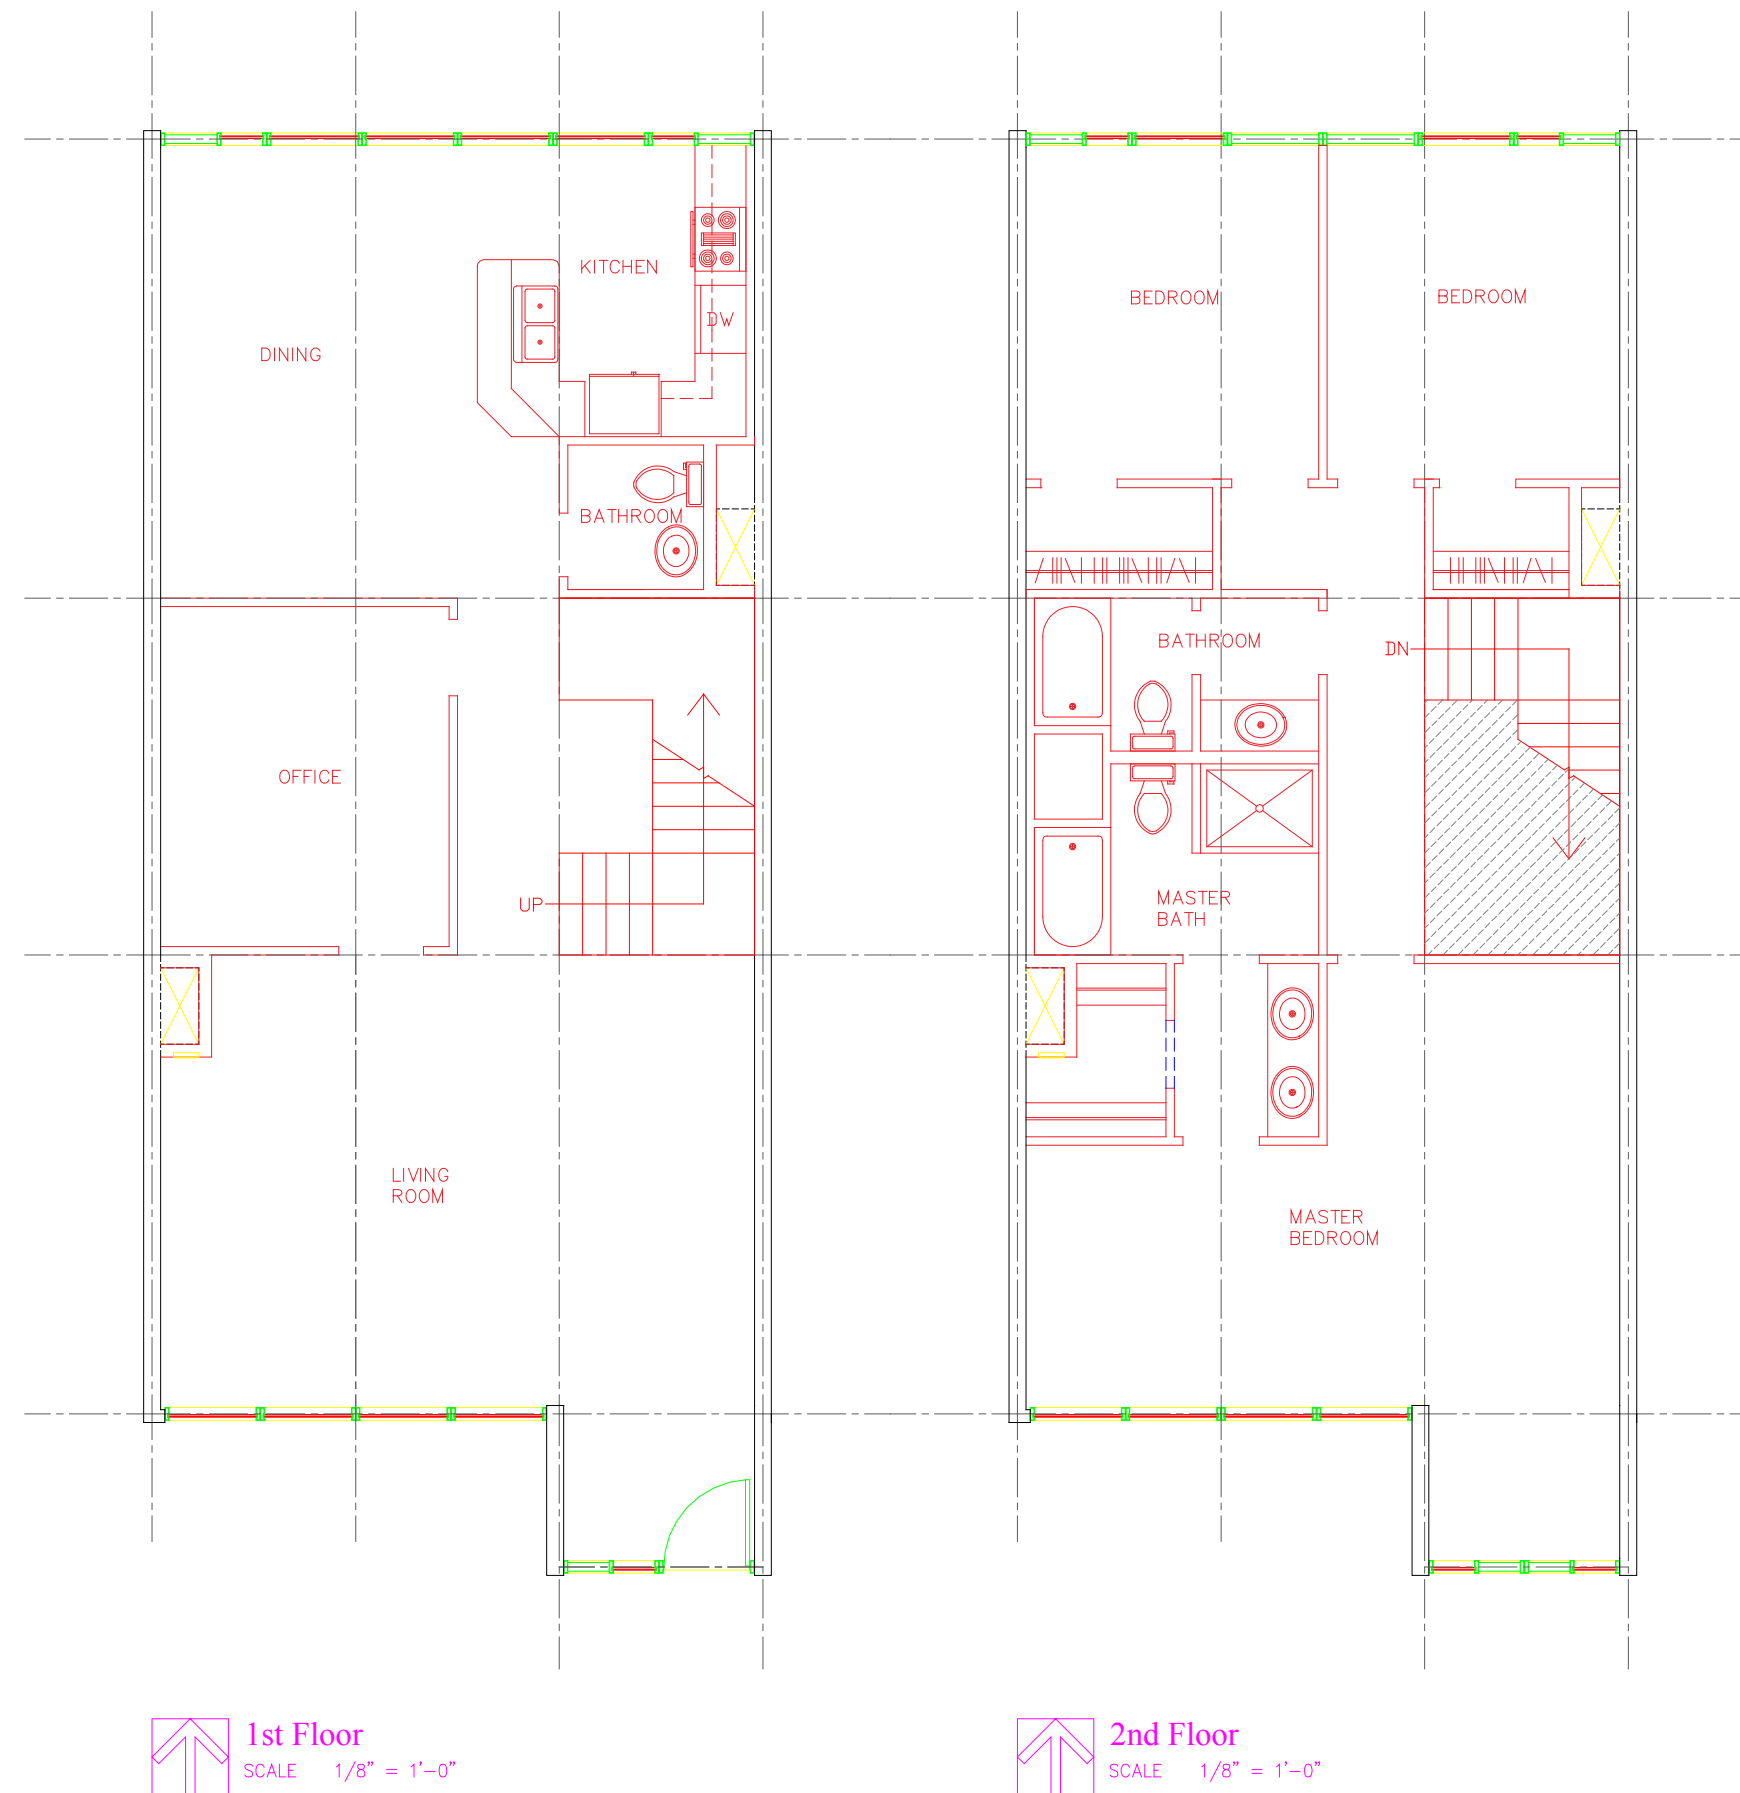 KITCHEN
DW
DINING
BATHROOM
OFFICE
UP
LIVING
ROOM
1st Floor
SCALE 1/8" = 1'-0"
BEDROOM
BEDROOM
BATHROOM
DN
MASTER
BATH
MASTER
BEDROOM
2nd Floor
SCALE 1/8" = 1'-0"